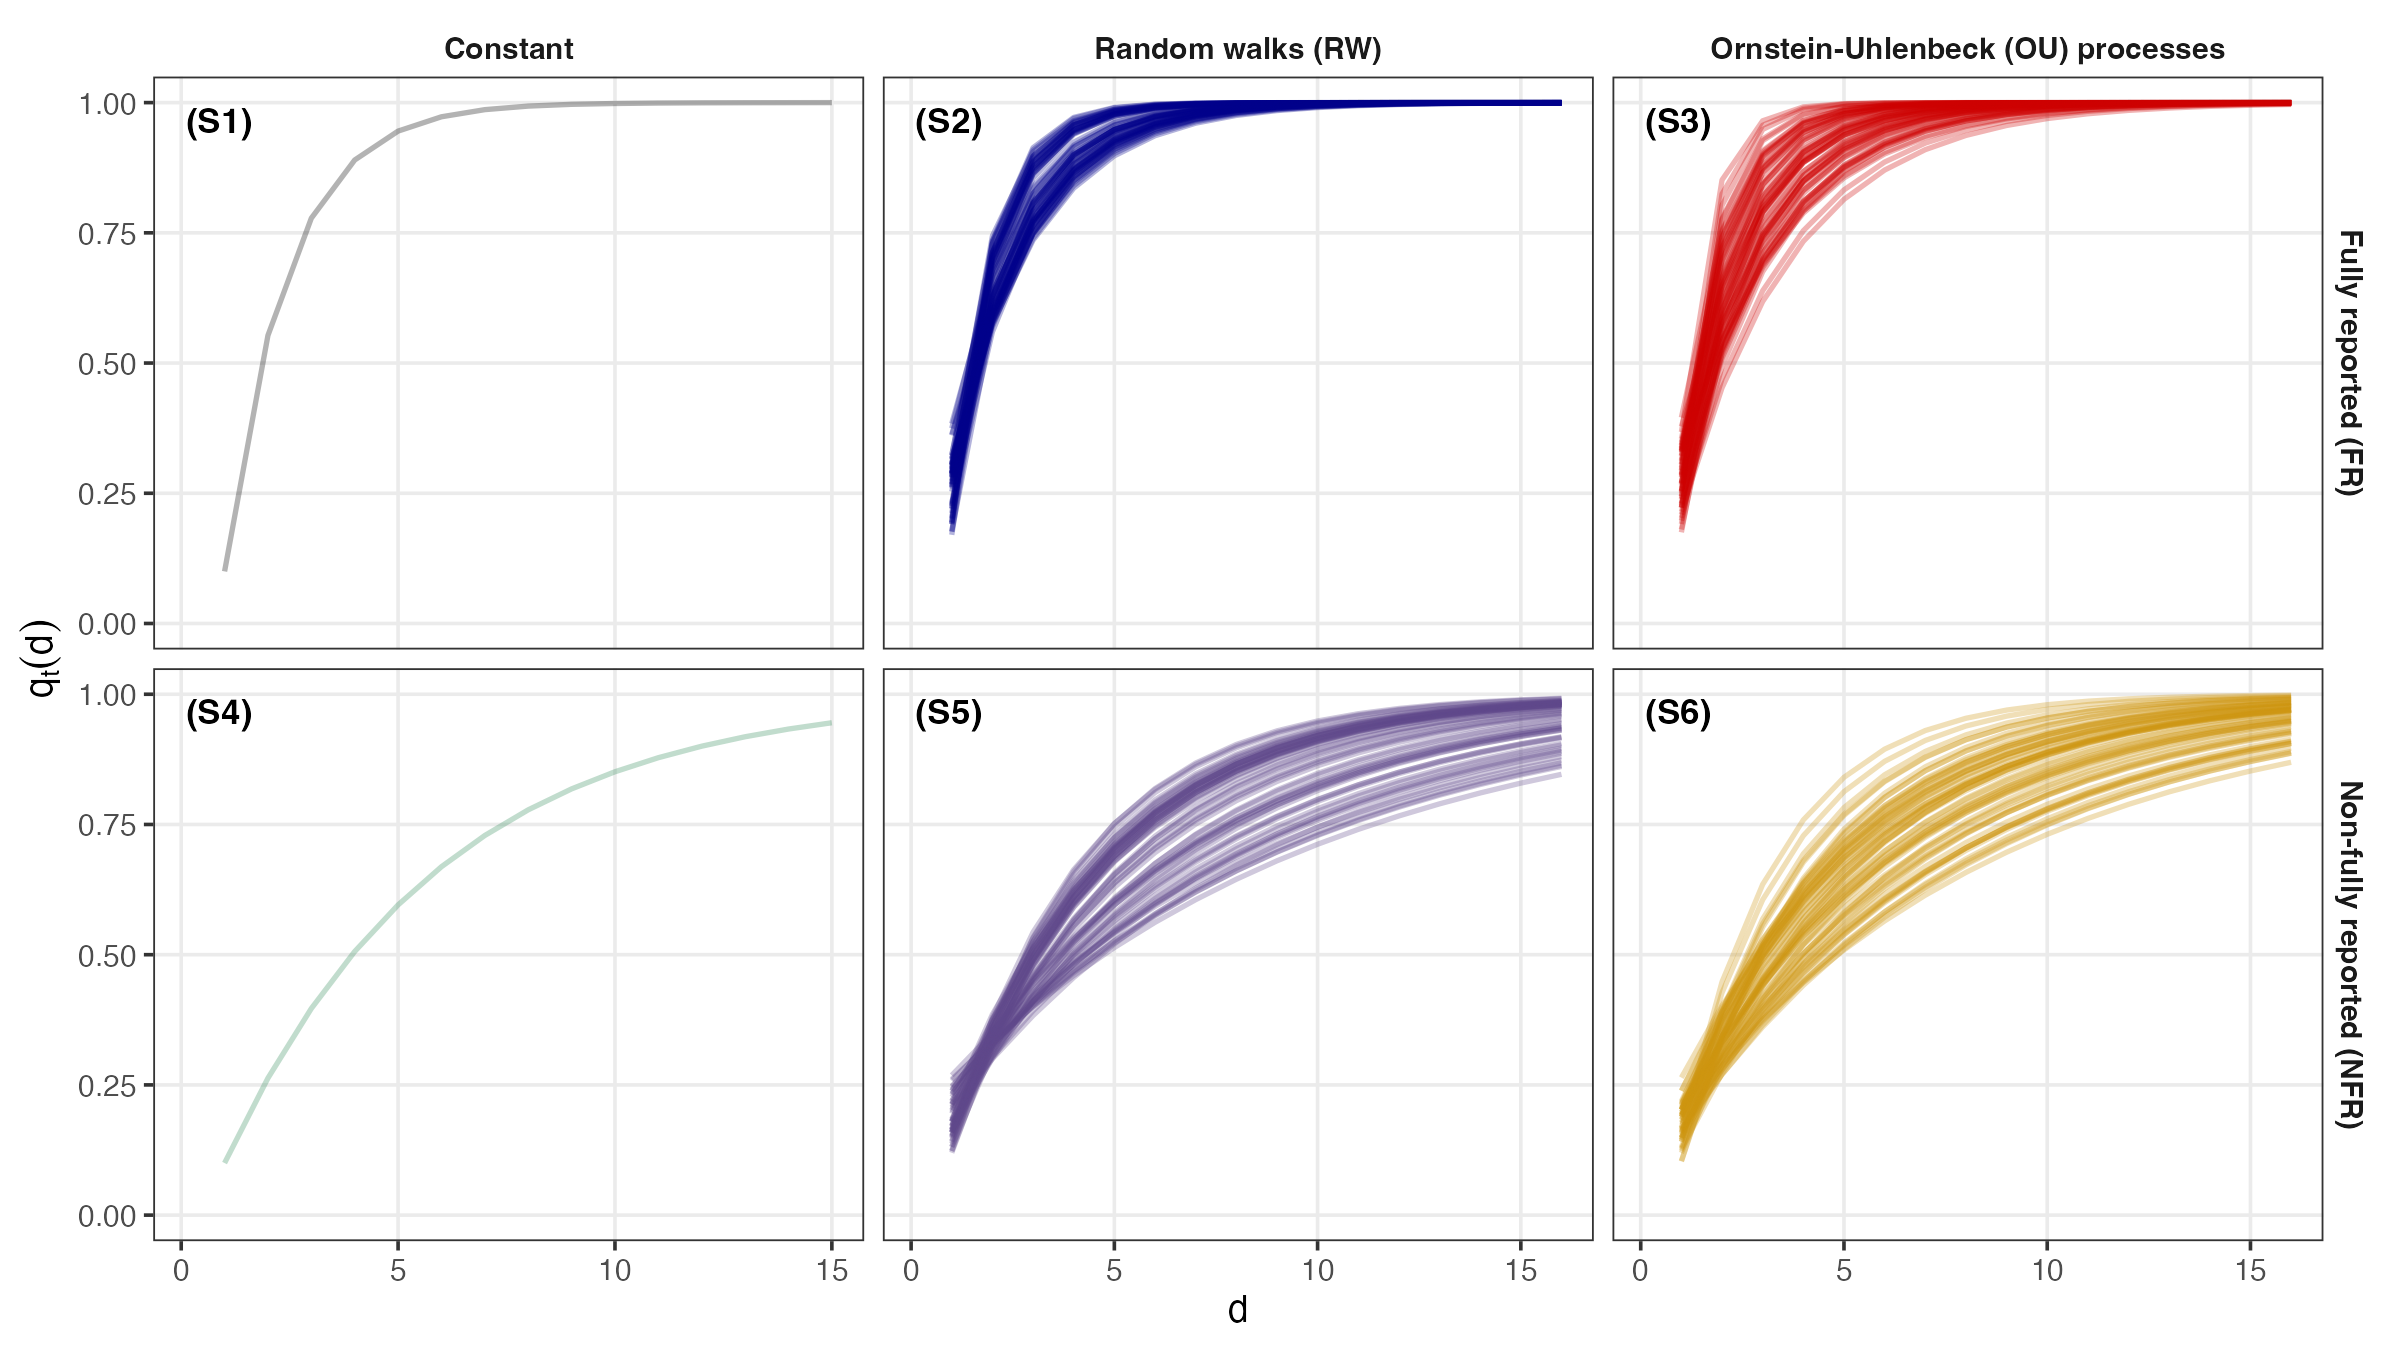 Constant
Random walks (RW)
Ornstein-Uhlenbeck (OU) processes
(S1)
(S2)
(S3)
1.00
0.75
0.50
0.25
0.00
Fully reported (FR)
qt(d)
(S4)
(S5)
(S6)
1.00
0.75
0.50
0.25
0.00
Non-fully reported (NFR)
0 5 10 15
0 5 10 15
0 5 10 15
d